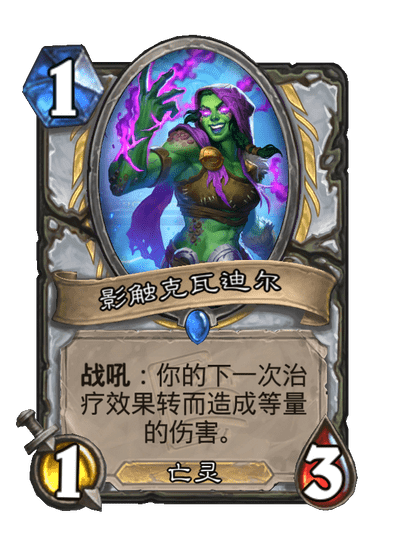 1
影触克瓦迪尔
战吼：你的下一次治
疗效果转而造成等量
的伤害。
1
亡灵
3